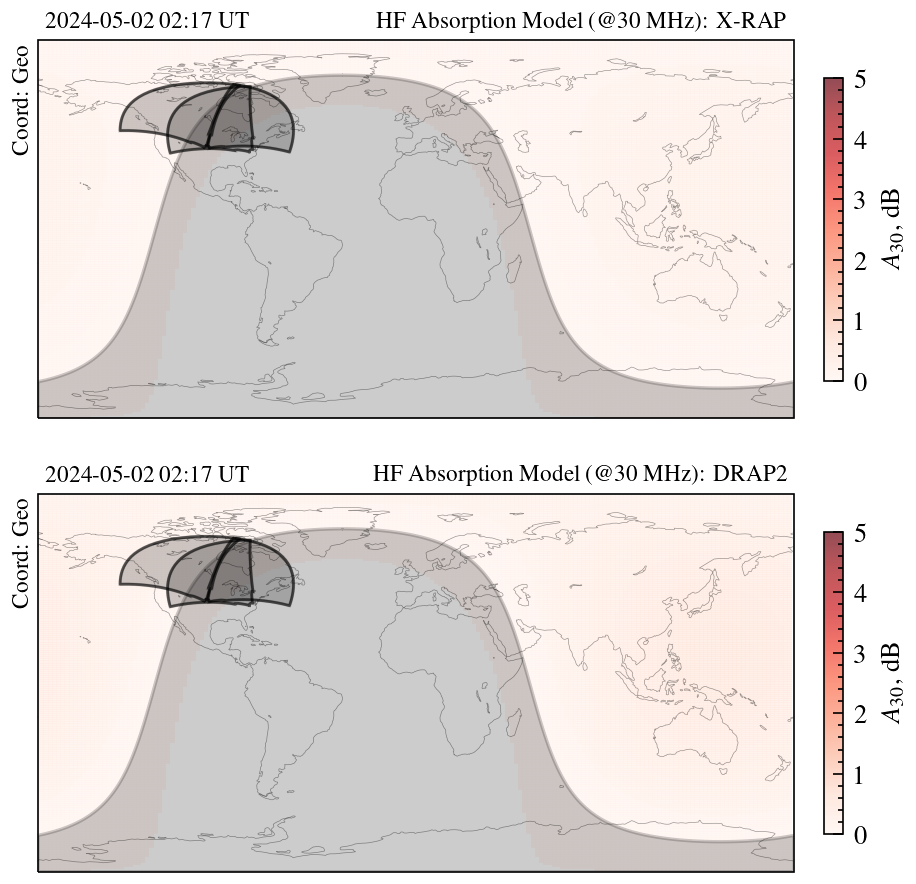 2024-05-02 02:17 UT HF Absorption Model (@30 MHz): X-RAP
Coord: Geo
5
4
3
2
1
0
A30, dB
2024-05-02 02:17 UT HF Absorption Model (@30 MHz): DRAP2
Coord: Geo
5
4
3
2
1
0
A30, dB